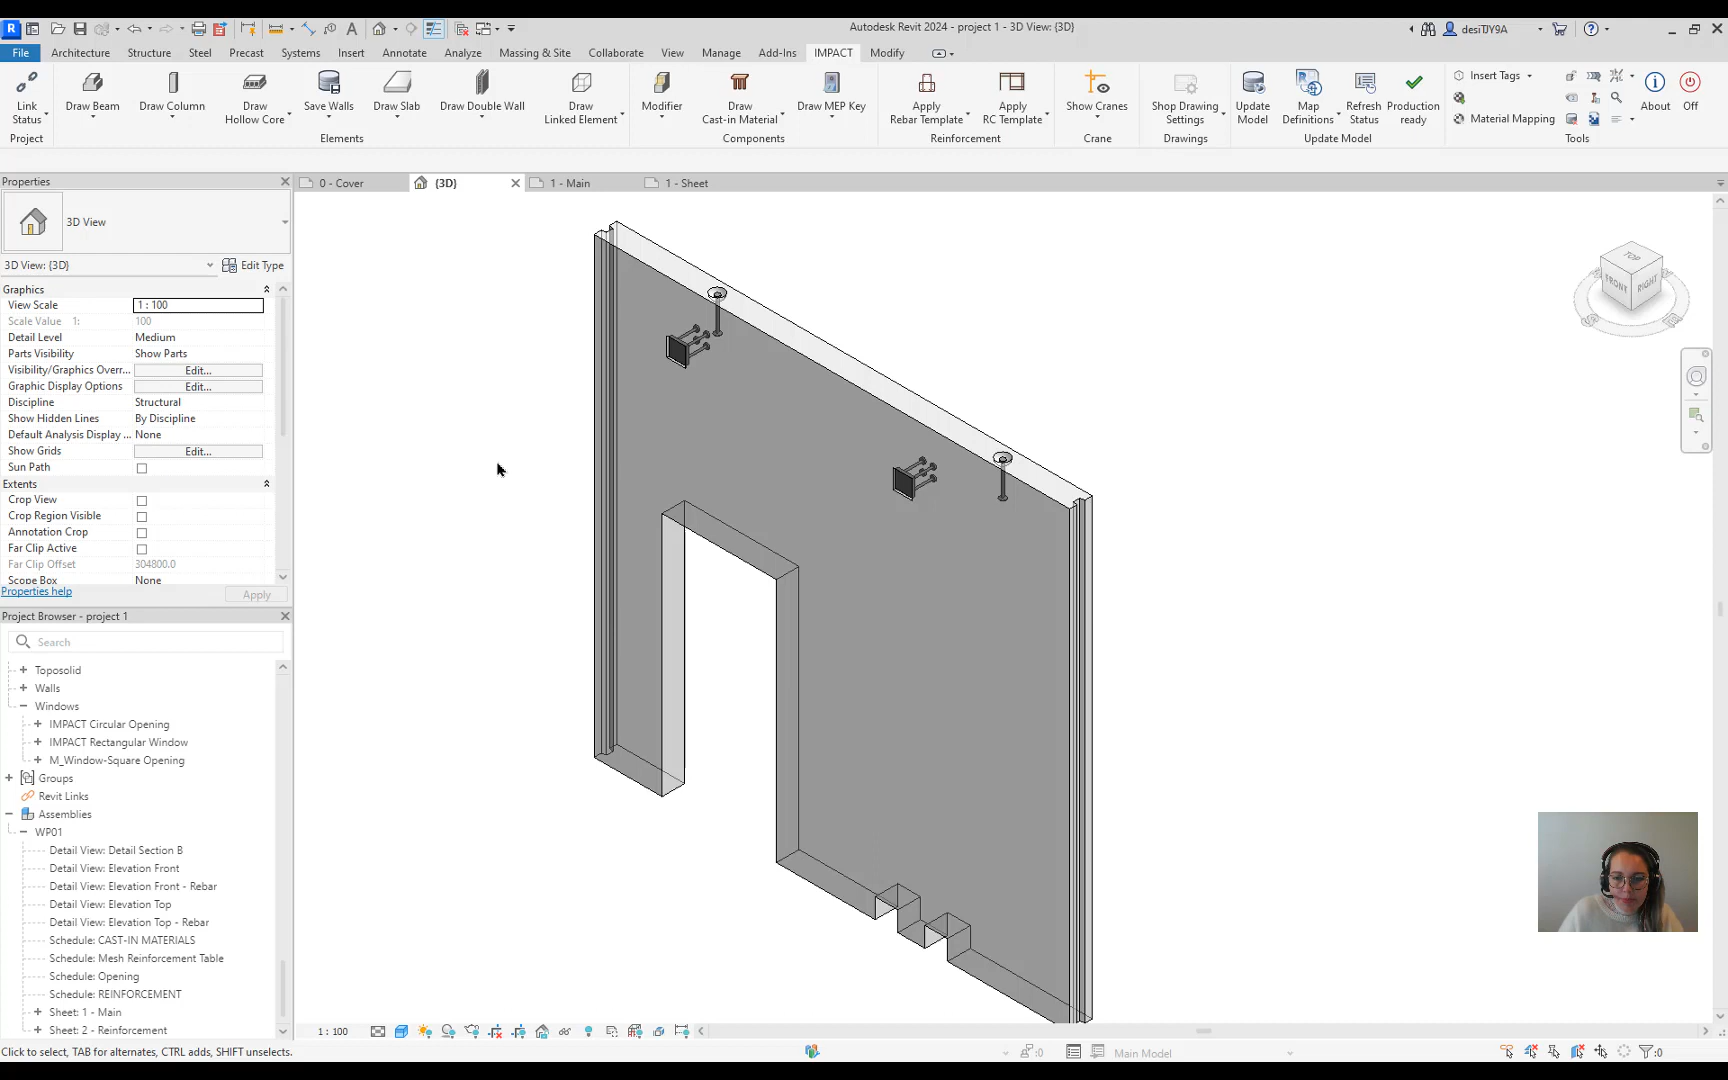 Autodesk Revit 2024 - project 1 - 3D View: {3D}
desiTJY9A
File Architecture Structure Steel Precast Systems Insert Annotate Analyze Massing & Site Collaborate View Manage Add-Ins IMPACT Modify
Link Status
Draw Beam
Draw Column
Draw Hollow Core
Save Walls
Draw Slab
Draw Double Wall
Draw Linked Element
Modifier
Draw Cast-in Material
Draw MEP Key
Apply Rebar Template
Apply RC Template
Show Cranes
Shop Drawing Settings
Update Model
Map Definitions
Refresh Status
Production ready
Insert Tags
Material Mapping
About
Off
Project Elements Components Reinforcement Crane Drawings Update Model Tools
Properties
0 - Cover
{3D}
1 - Main
1 - Sheet
3D View
3D View: {3D}
Edit Type
Graphics
View Scale 1 : 100
Scale Value 1: 100
Detail Level Medium
Parts Visibility Show Parts
Visibility/Graphics Overr... Edit...
Graphic Display Options Edit...
Discipline Structural
Show Hidden Lines By Discipline
Default Analysis Display ... None
Show Grids Edit...
Sun Path
Extents
Crop View
Crop Region Visible
Annotation Crop
Far Clip Active
Far Clip Offset 304800.0
Scope Box None
Properties help
Apply
Project Browser - project 1
Search
Toposolid
Walls
Windows
IMPACT Circular Opening
IMPACT Rectangular Window
M_Window-Square Opening
Groups
Revit Links
Assemblies
WP01
Detail View: Detail Section B
Detail View: Elevation Front
Detail View: Elevation Front - Rebar
Detail View: Elevation Top
Detail View: Elevation Top - Rebar
Schedule: CAST-IN MATERIALS
Schedule: Mesh Reinforcement Table
Schedule: Opening
Schedule: REINFORCEMENT
Sheet: 1 - Main
Sheet: 2 - Reinforcement
TOP
FRONT
RIGHT
1 : 100
Click to select, TAB for alternates, CTRL adds, SHIFT unselects.
:0
Main Model
:0